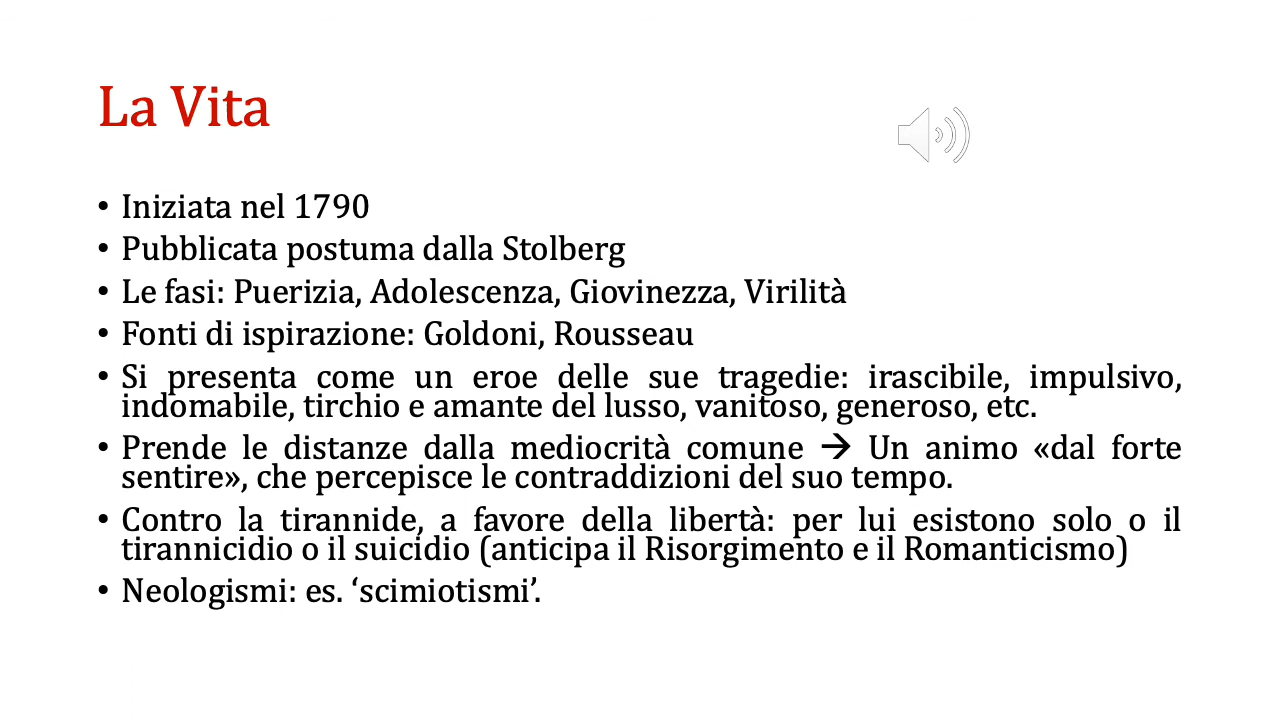 La Vita
• Iniziata nel 1790
• Pubblicata postuma dalla Stolberg
• Le fasi: Puerizia, Adolescenza, Giovinezza, Virilità
• Fonti di ispirazione: Goldoni, Rousseau
• Si presenta come un eroe delle sue tragedie: irascibile, impulsivo,
indomabile, tirchio e amante del lusso, vanitoso, generoso, etc.
• Prende le distanze dalla mediocrità comune → Un animo «dal forte
sentire», che percepisce le contraddizioni del suo tempo.
• Contro la tirannide, a favore della libertà: per lui esistono solo o il
tirannicidio o il suicidio (anticipa il Risorgimento e il Romanticismo)
• Neologismi: es. ‘scimiotismi’.